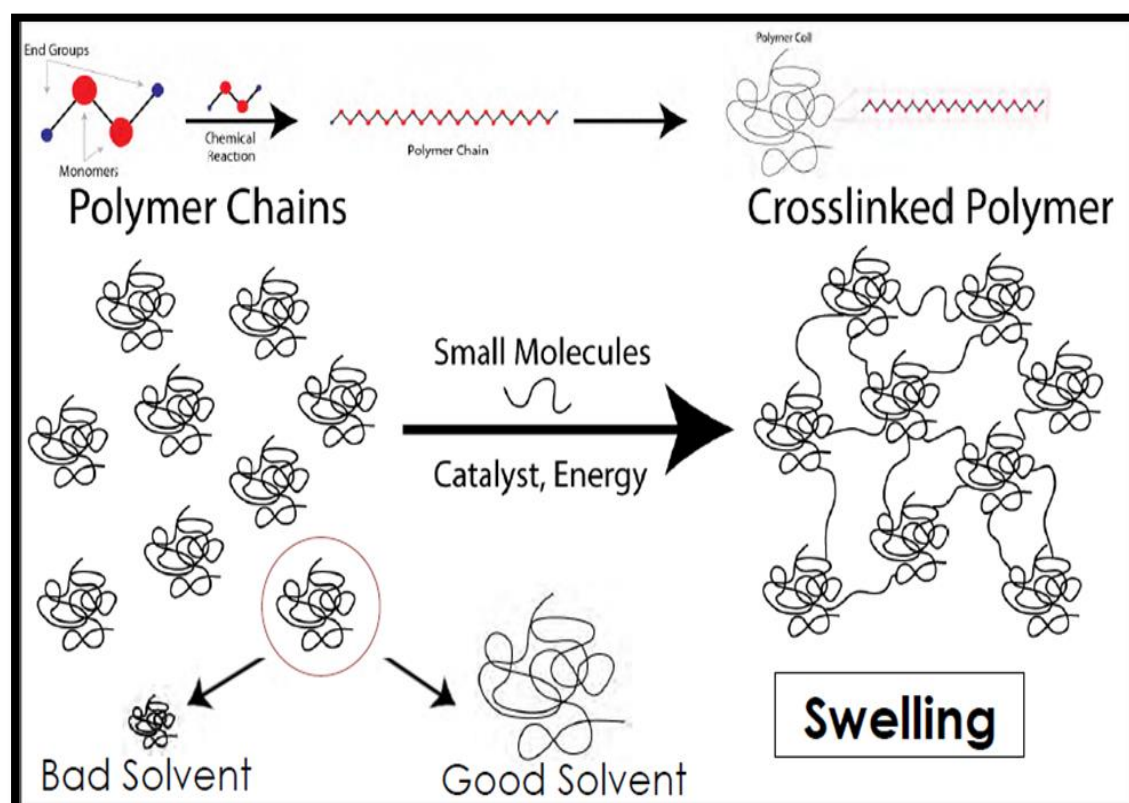 End Groups
Monomers
Chemical
Reaction
Polymer Chain
Polymer Coil
Polymer Chains
Crosslinked Polymer
Small Molecules
Catalyst, Energy
Bad Solvent
Good Solvent
Swelling